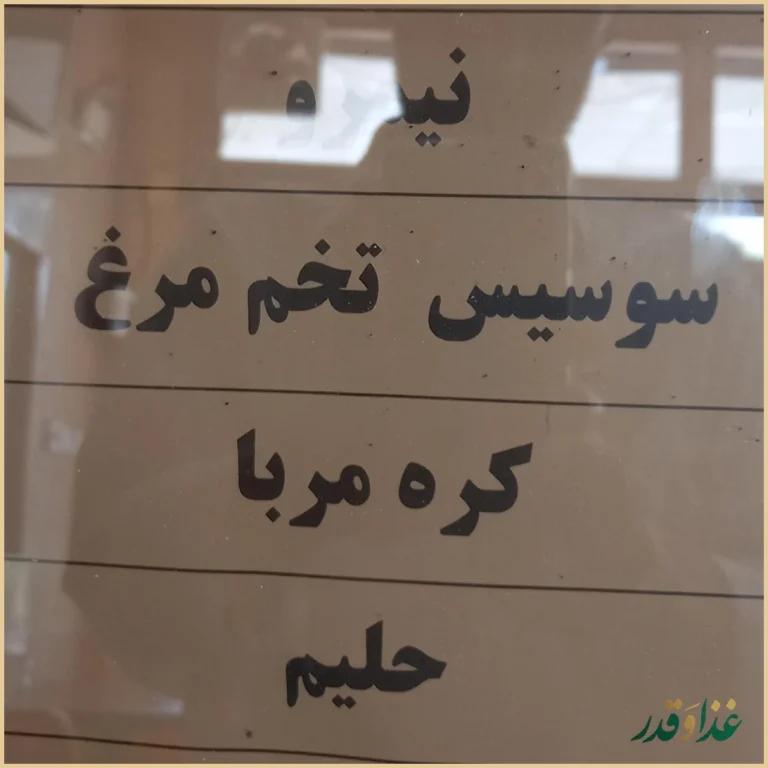 نیمرو
سوسیس تخم مرغ
کره مربا
حلیم
غذا و قدر